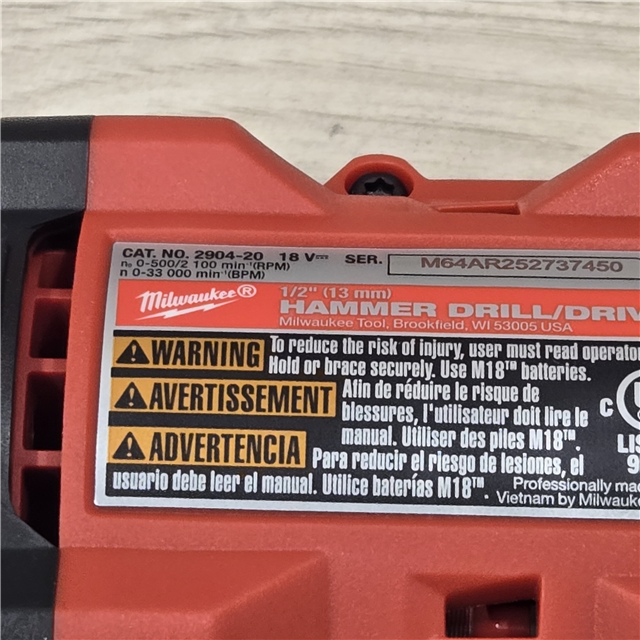 CAT. NO. 2904-20 18 V⎓ SER. M64AR252737450
n₀ 0-500/2 100 min⁻¹(RPM)
n 0-33 000 min⁻¹(BPM)
Milwaukee®
1/2" (13 mm)
HAMMER DRILL/DRIV
Milwaukee Tool, Brookfield, WI 53005 USA
WARNING To reduce the risk of injury, user must read operator
Hold or brace securely. Use M18™ batteries.
AVERTISSEMENT Afin de réduire le risque de
blessures, l'utilisateur doit lire le
manual. Utiliser des piles M18™.
ADVERTENCIA Para reducir el riesgo de lesiones, el
usuario debe leer el manual. Utilice baterías M18™.
C U
LIS
9
Professionally mad
Vietnam by Milwauke